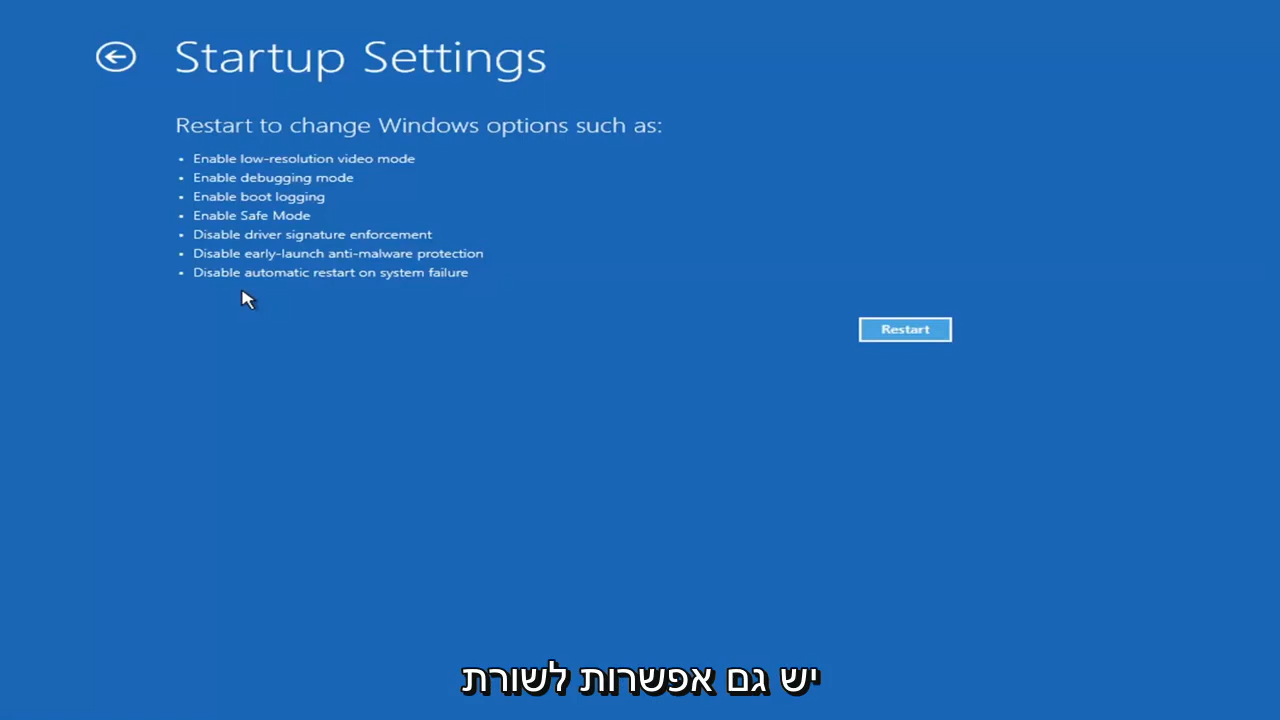 Startup Settings
Restart to change Windows options such as:
• Enable low-resolution video mode
• Enable debugging mode
• Enable boot logging
• Enable Safe Mode
• Disable driver signature enforcement
• Disable early-launch anti-malware protection
• Disable automatic restart on system failure
Restart
יש גם אפשרות לשורת